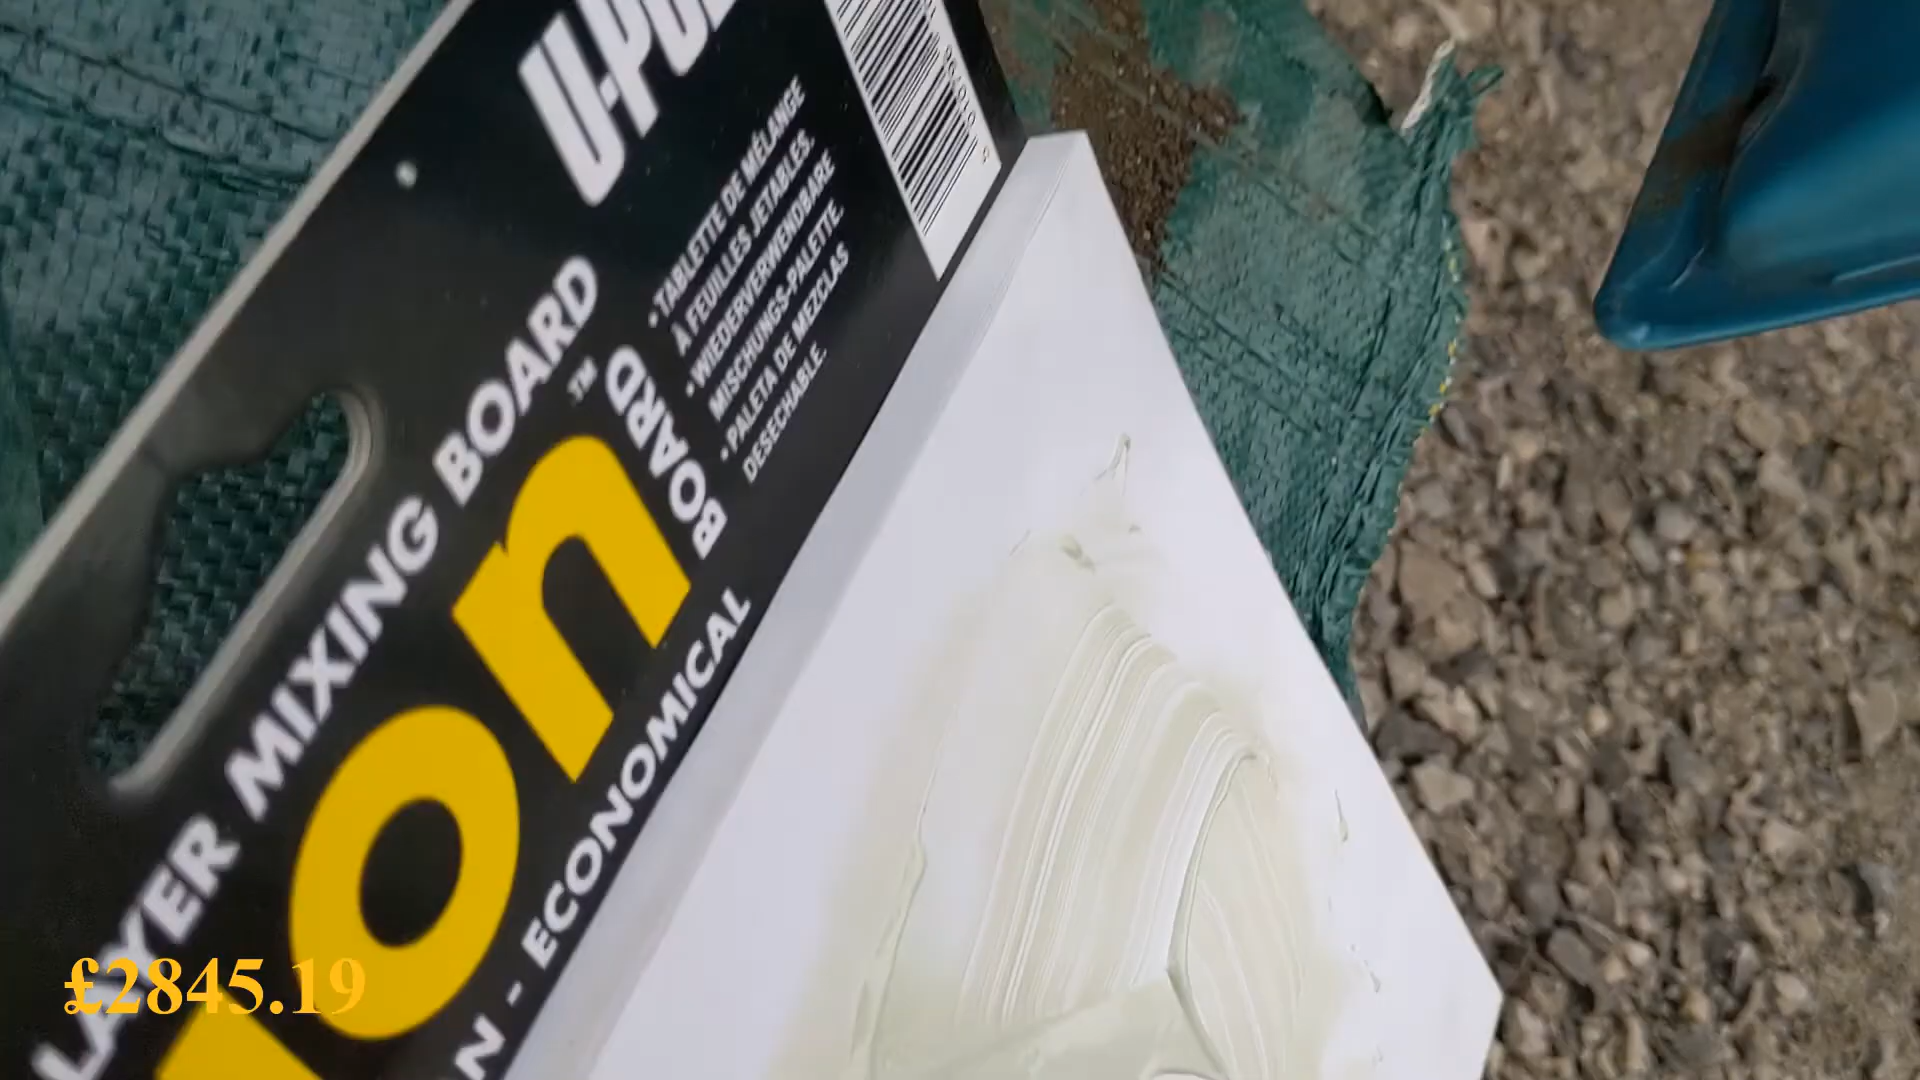 U-POL
• TABLETTE DE MÉLANGE
À FEUILLES JETABLES.
• WIEDERVERWENDBARE
MISCHUNGS-PALETTE.
• PALETA DE MEZCLAS
DESECHABLE.
LAYER MIXING BOARD
on
™
BOARD
N - ECONOMICAL
£2845.19